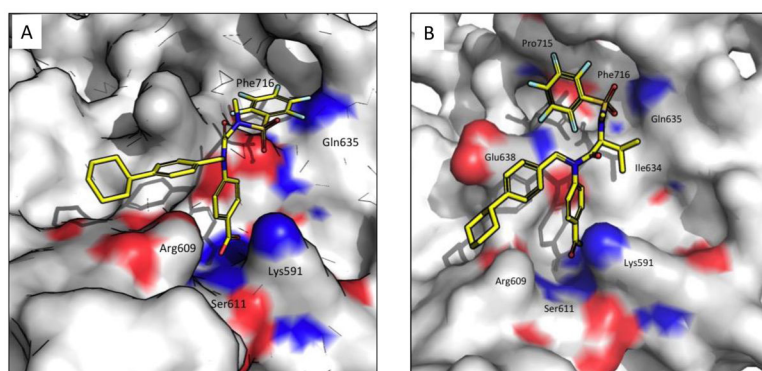 A
Phe716
Gln635
Arg609
Lys591
Ser611
B
Pro715
Phe716
Gln635
Glu638
Ile634
Lys591
Arg609
Ser611